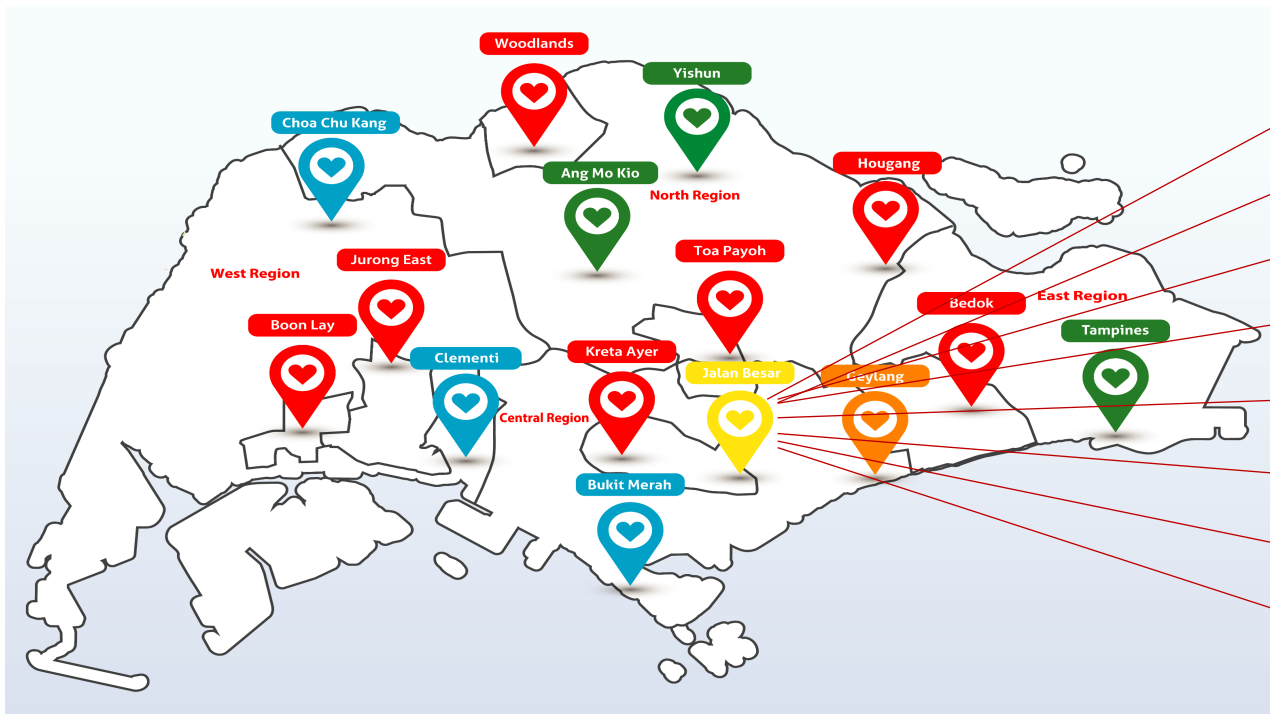 Woodlands
Yishun
Choa Chu Kang
Hougang
Ang Mo Kio
North Region
Toa Payoh
Jurong East
West Region
East Region
Bedok
Boon Lay
Tampines
Kreta Ayer
Clementi
Jalan Besar
Geylang
Central Region
Bukit Merah